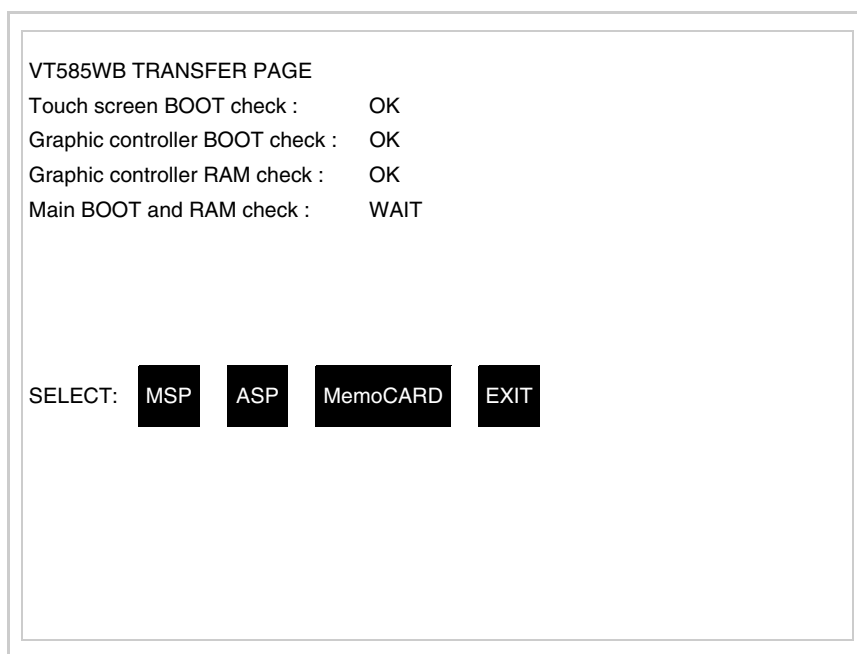 VT585WB TRANSFER PAGE
Touch screen BOOT check : OK
Graphic controller BOOT check : OK
Graphic controller RAM check : OK
Main BOOT and RAM check : WAIT
SELECT: MSP ASP MemoCARD EXIT